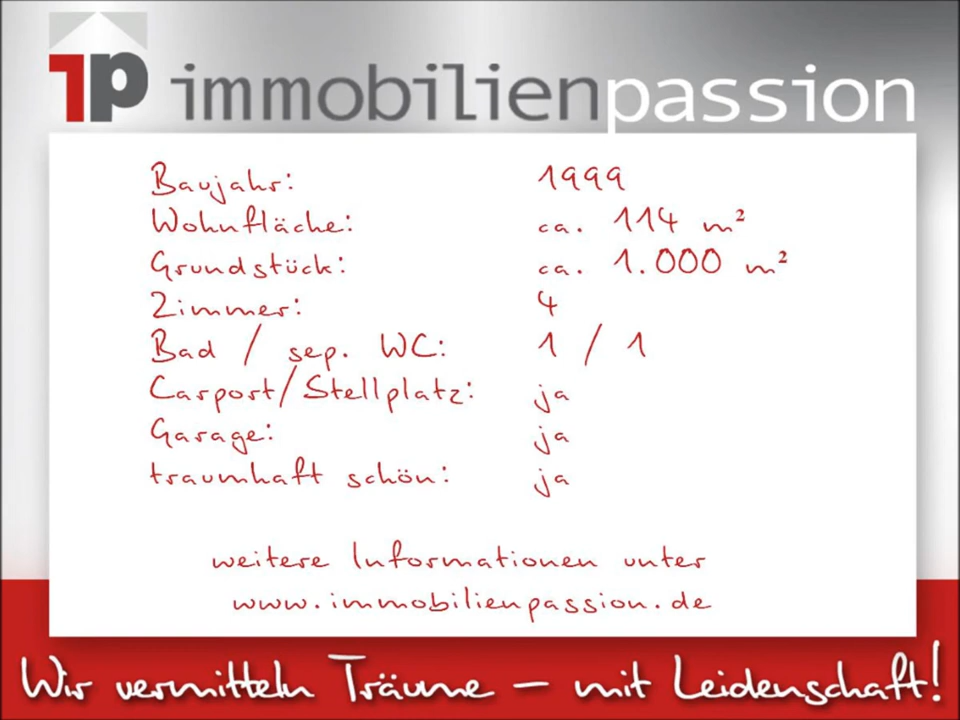 ip immobilienpassion
Baujahr: 1999
Wohnfläche: ca. 114 m²
Grundstück: ca. 1.000 m²
Zimmer: 4
Bad / sep. WC: 1 / 1
Carport/Stellplatz: ja
Garage: ja
traumhaft schön: ja
weitere Informationen unter
www.immobilienpassion.de
Wir vermitteln Träume – mit Leidenschaft!